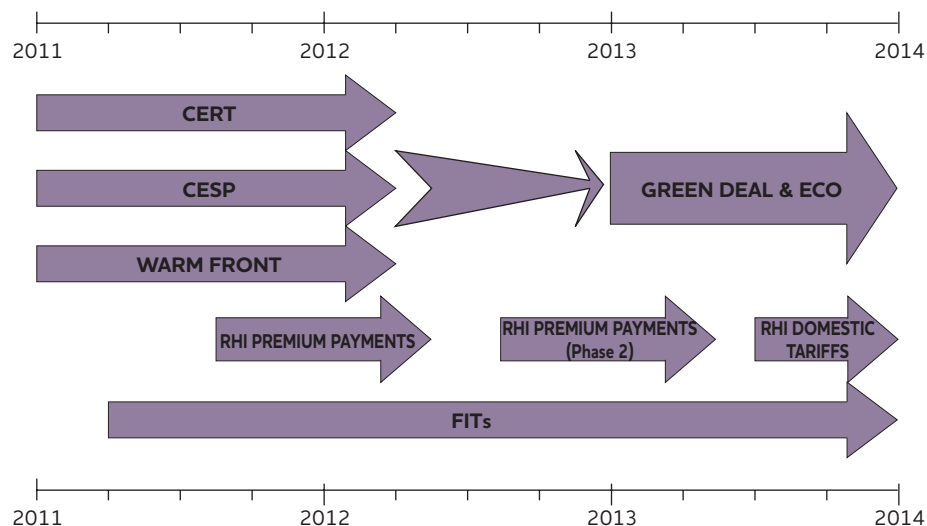 2011 2012 2013 2014
CERT
CESP
GREEN DEAL & ECO
WARM FRONT
RHI PREMIUM PAYMENTS
RHI PREMIUM PAYMENTS
(Phase 2)
RHI DOMESTIC
TARIFFS
FITs
2011 2012 2013 2014